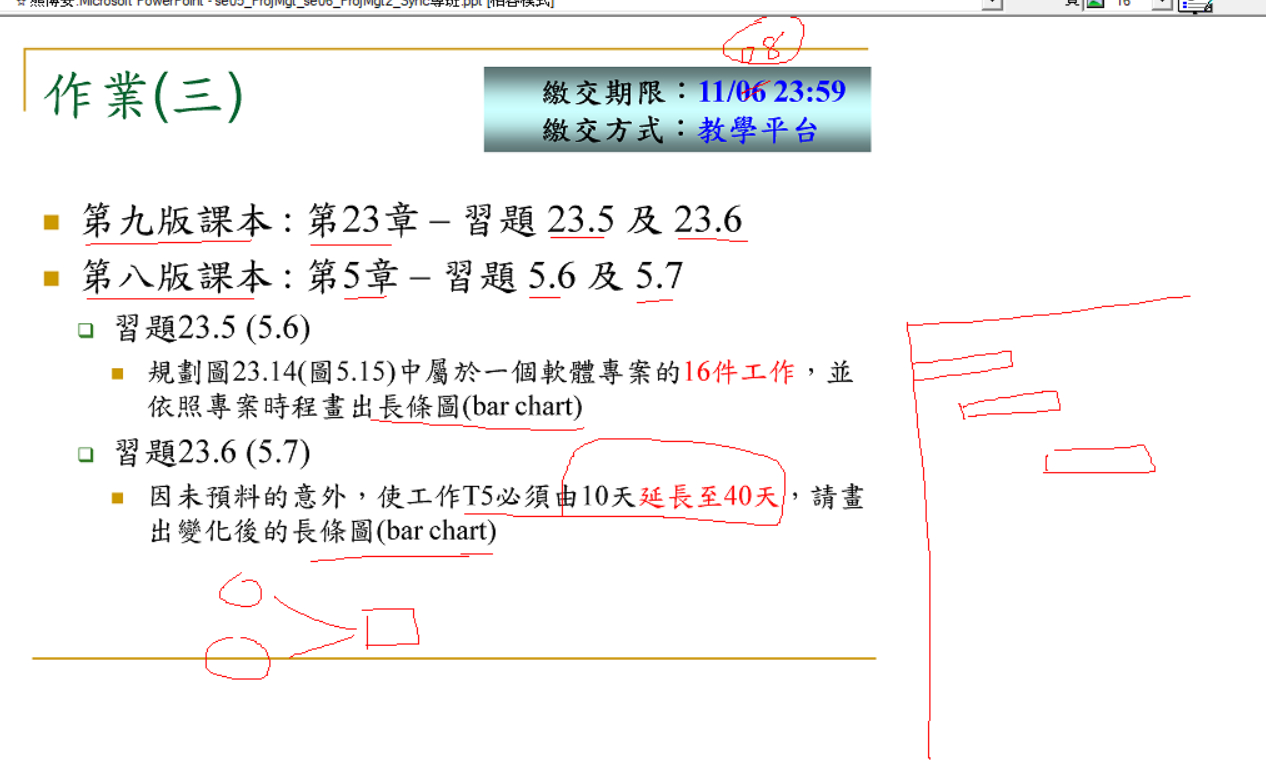 ☆熊博安:Microsoft PowerPoint - se05_ProjMgt_se06_ProjMgt2_Sync專班.ppt [相容模式]
頁 16
08
作業(三)
繳交期限：11/06 23:59
繳交方式：教學平台
第九版課本：第23章 – 習題 23.5 及 23.6
第八版課本：第5章 – 習題 5.6 及 5.7
習題23.5 (5.6)
規劃圖23.14(圖5.15)中屬於一個軟體專案的16件工作，並
依照專案時程畫出長條圖(bar chart)
習題23.6 (5.7)
因未預料的意外，使工作T5必須由10天延長至40天，請畫
出變化後的長條圖(bar chart)